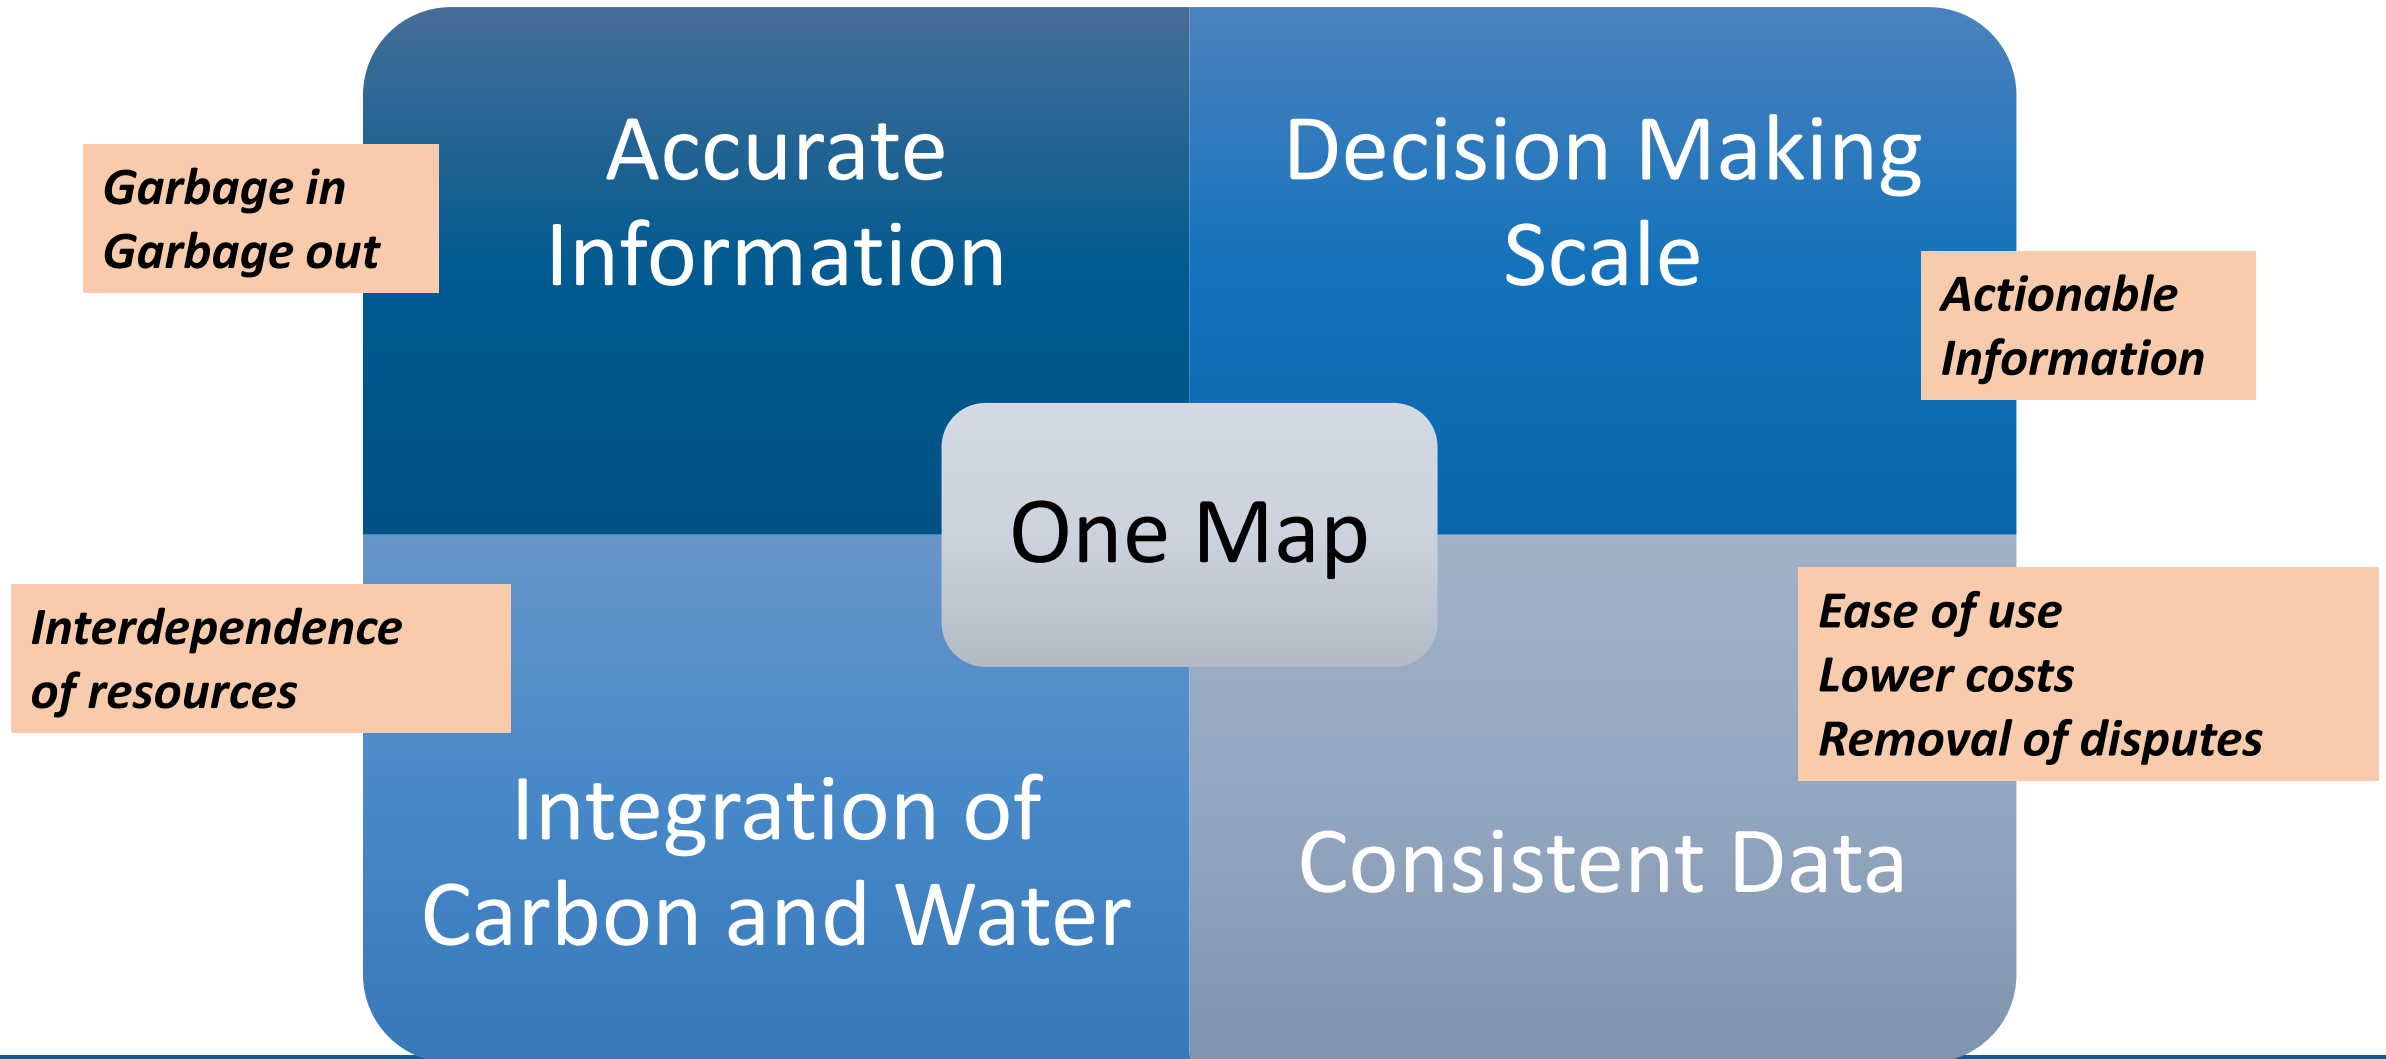 Accurate
Information
Garbage in
Garbage out
Decision Making
Scale
Actionable
Information
One Map
Interdependence
of resources
Integration of
Carbon and Water
Ease of use
Lower costs
Removal of disputes
Consistent Data